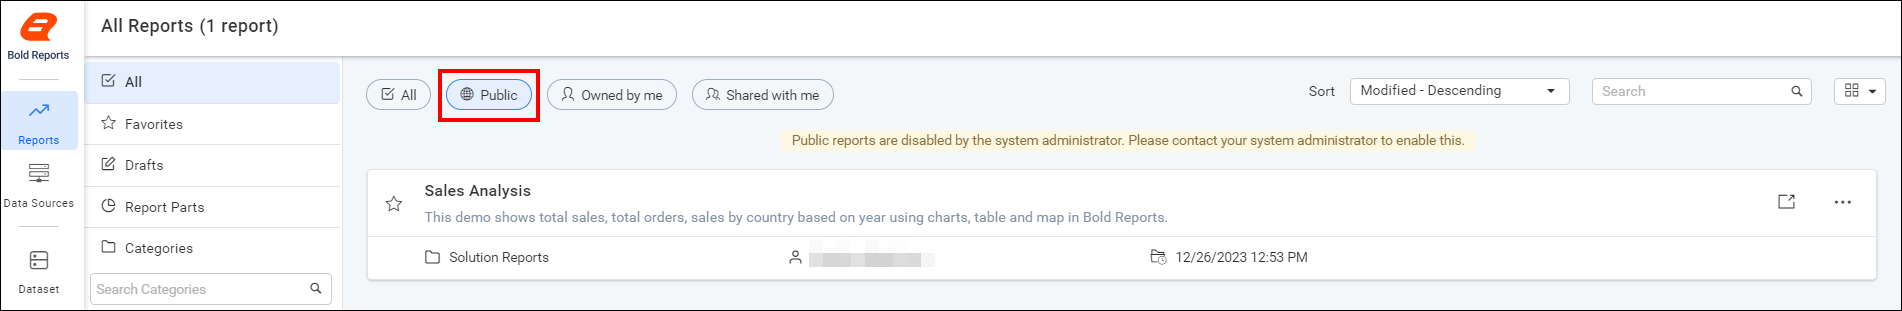 Bold Reports
Reports
Data Sources
Dataset
All Reports (1 report)
All
Favorites
Drafts
Report Parts
Categories
Search Categories
All
Public
Owned by me
Shared with me
Sort
Modified - Descending
Search
Public reports are disabled by the system administrator. Please contact your system administrator to enable this.
Sales Analysis
This demo shows total sales, total orders, sales by country based on year using charts, table and map in Bold Reports.
Solution Reports
12/26/2023 12:53 PM